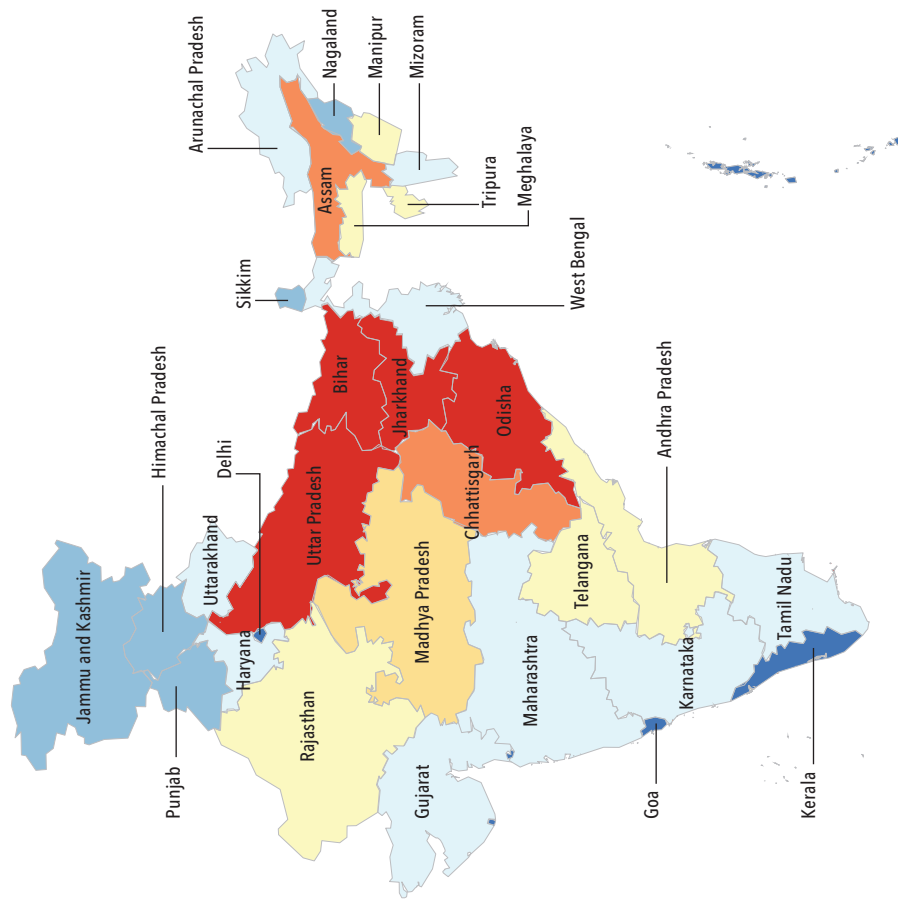 Arunachal Pradesh
Nagaland
Manipur
Mizoram
Assam
Tripura
Meghalaya
Sikkim
West Bengal
Himachal Pradesh
Delhi
Bihar
Jharkhand
Odisha
Andhra Pradesh
Uttarakhand
Uttar Pradesh
Chhattisgarh
Jammu and Kashmir
Haryana
Madhya Pradesh
Telangana
Tamil Nadu
Punjab
Rajasthan
Maharashtra
Karnataka
Gujarat
Goa
Kerala